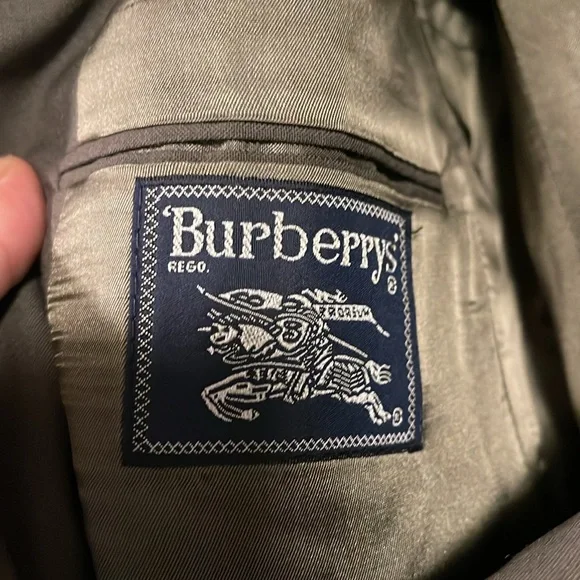 'Burberrys'
REGD. ®
PRORSUM
®